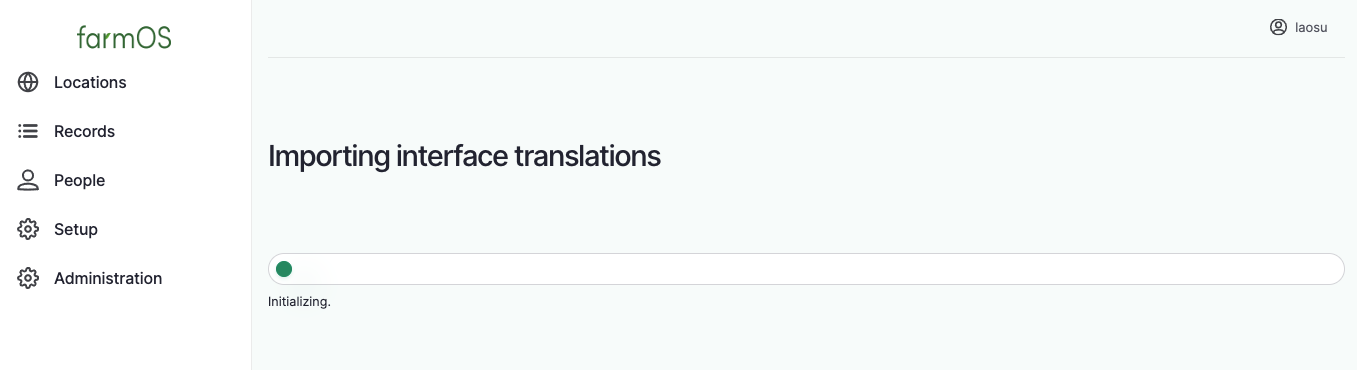 farmOS
laosu
Locations
Records
People
Setup
Administration
Importing interface translations
Initializing.